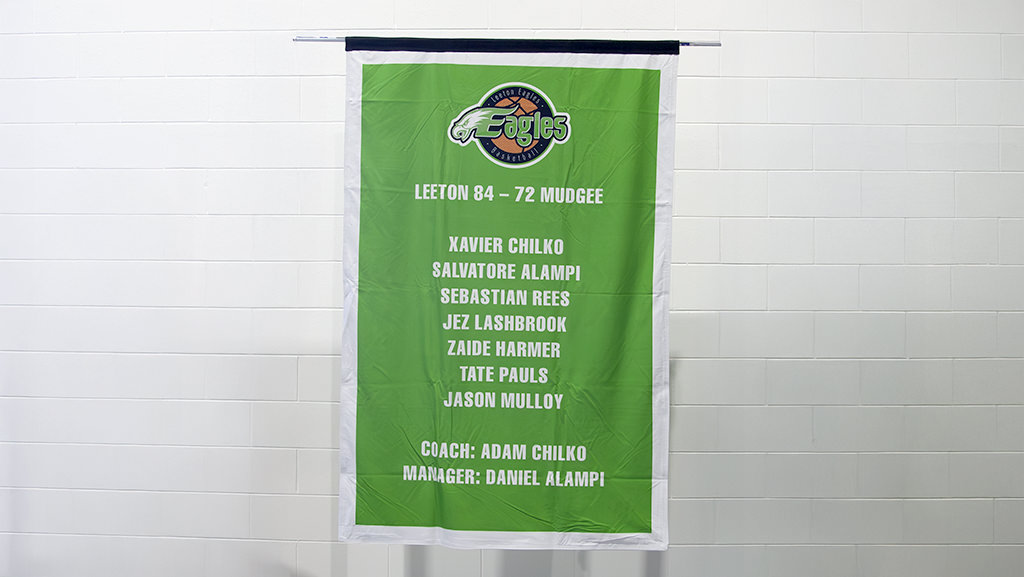 Leeton Eagles
Eagles
Basketball
LEETON 84 – 72 MUDGEE
XAVIER CHILKO
SALVATORE ALAMPI
SEBASTIAN REES
JEZ LASHBROOK
ZAIDE HARMER
TATE PAULS
JASON MULLOY
COACH: ADAM CHILKO
MANAGER: DANIEL ALAMPI